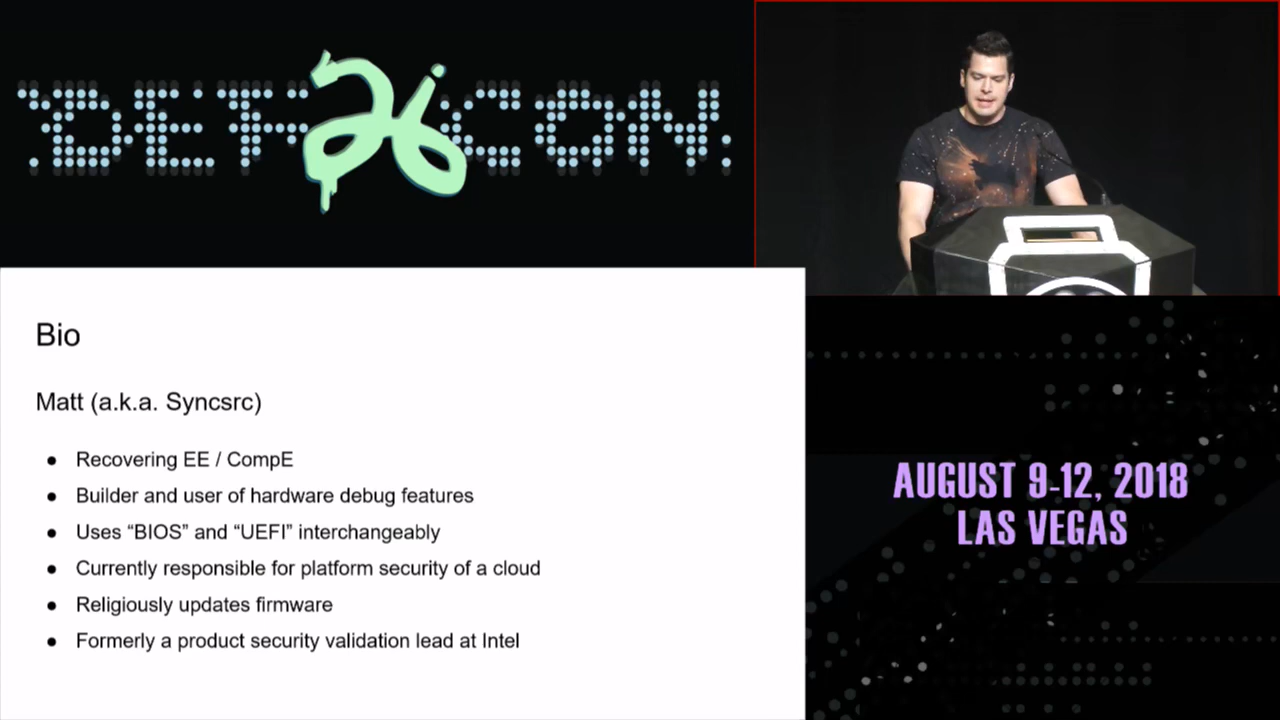 DEF 26 CON
Bio
Matt (a.k.a. Syncsrc)
● Recovering EE / CompE
● Builder and user of hardware debug features
● Uses “BIOS” and “UEFI” interchangeably
● Currently responsible for platform security of a cloud
● Religiously updates firmware
● Formerly a product security validation lead at Intel
AUGUST 9-12, 2018
LAS VEGAS